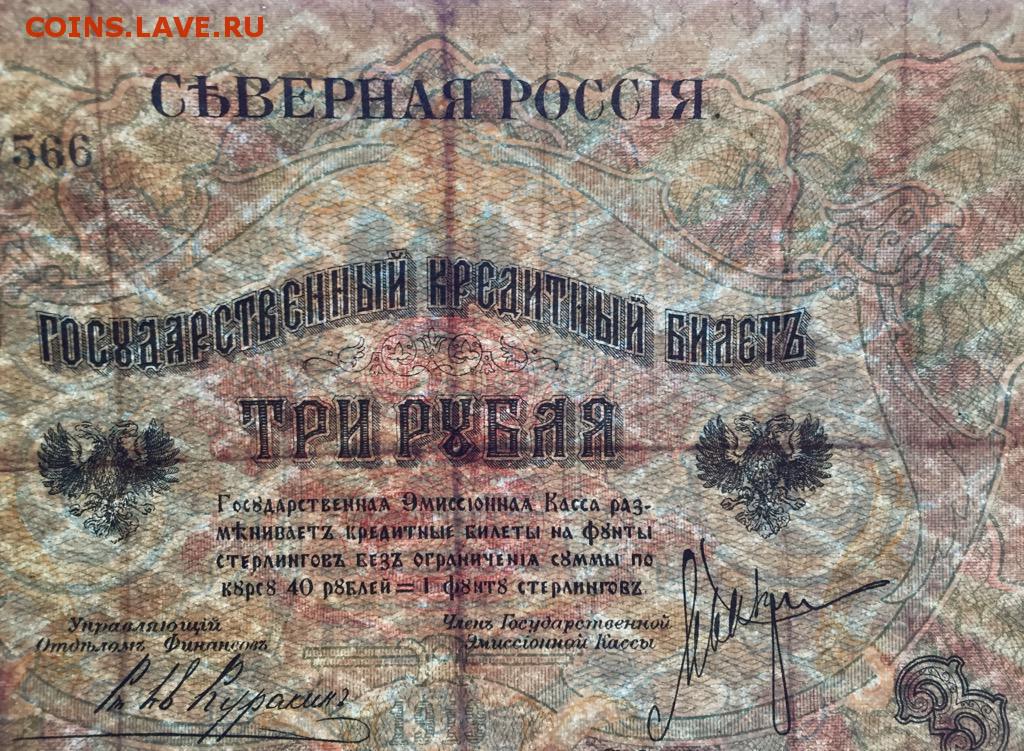 COINS.LAVE.RU
СѢВЕРНАЯ РОССІЯ.
566
ГОСУДАРСТВЕННЫЙ КРЕДИТНЫЙ БИЛЕТЪ
ТРИ РУБЛЯ
Государственная Эмиссіонная Касса раз-
мѣниваетъ кредитные билеты на фунты
стерлинговъ безъ ограниченія суммы по
курсу 40 рублей = 1 фунту стерлинговъ.
Управляющій
Отдѣломъ Финансовъ
Членъ Государственной
Эмиссіонной Кассы
Куракинъ
3